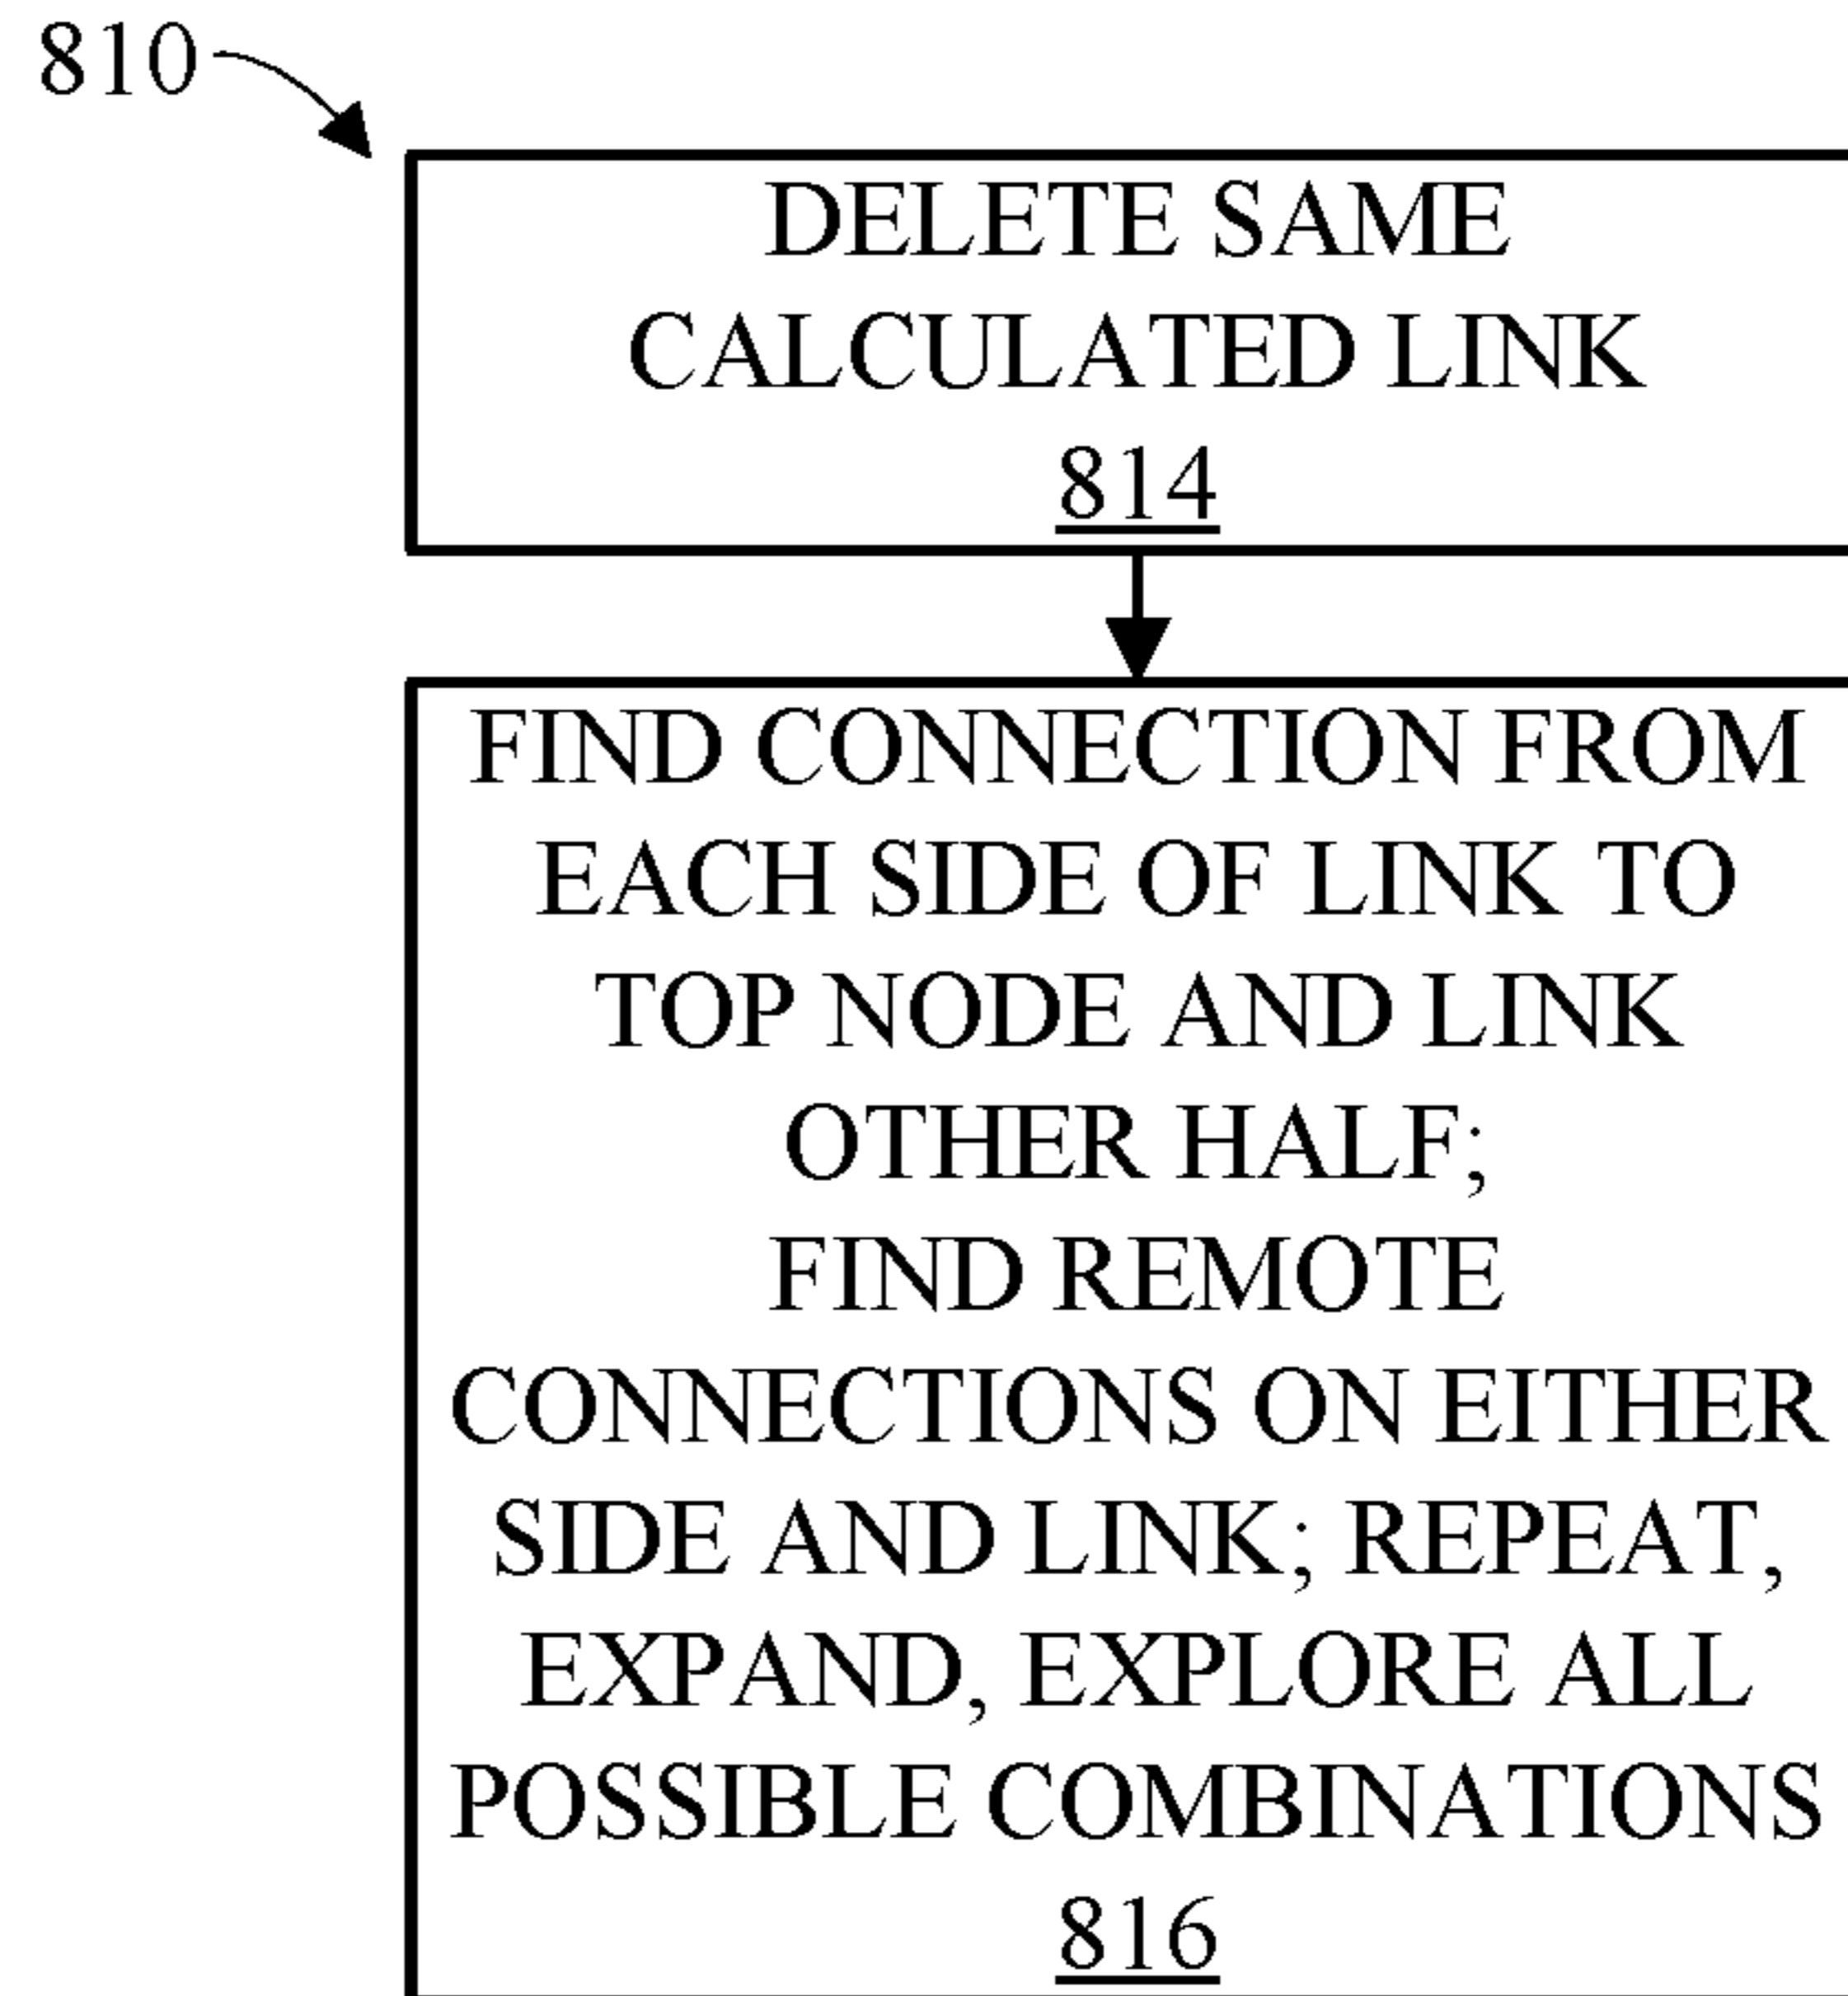 810
DELETE SAME
CALCULATED LINK
814
FIND CONNECTION FROM
EACH SIDE OF LINK TO
TOP NODE AND LINK
OTHER HALF;
FIND REMOTE
CONNECTIONS ON EITHER
SIDE AND LINK; REPEAT,
EXPAND, EXPLORE ALL
POSSIBLE COMBINATIONS
816